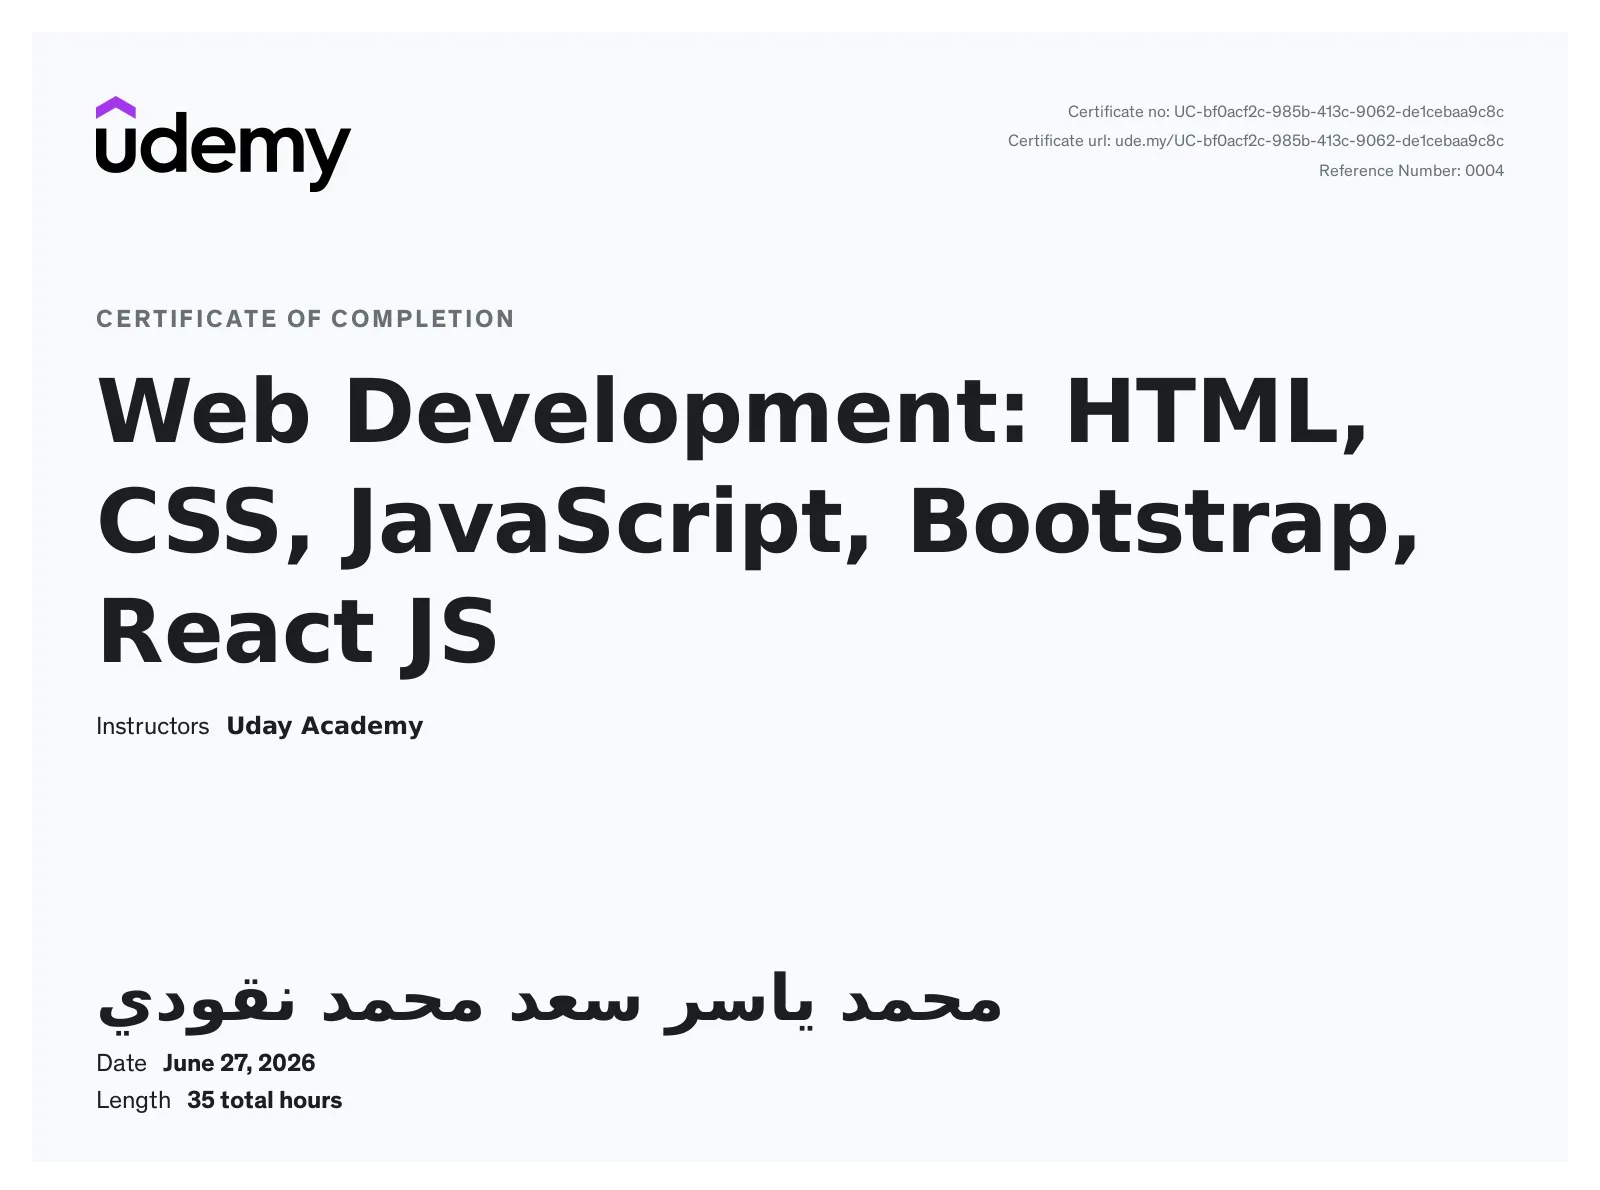 udemy
Certificate no: UC-bf0acf2c-985b-413c-9062-de1cebaa9c8c
Certificate url: ude.my/UC-bf0acf2c-985b-413c-9062-de1cebaa9c8c
Reference Number: 0004
CERTIFICATE OF COMPLETION
Web Development: HTML,
CSS, JavaScript, Bootstrap,
React JS
Instructors Uday Academy
محمد ياسر سعد محمد نقودي
Date June 27, 2026
Length 35 total hours